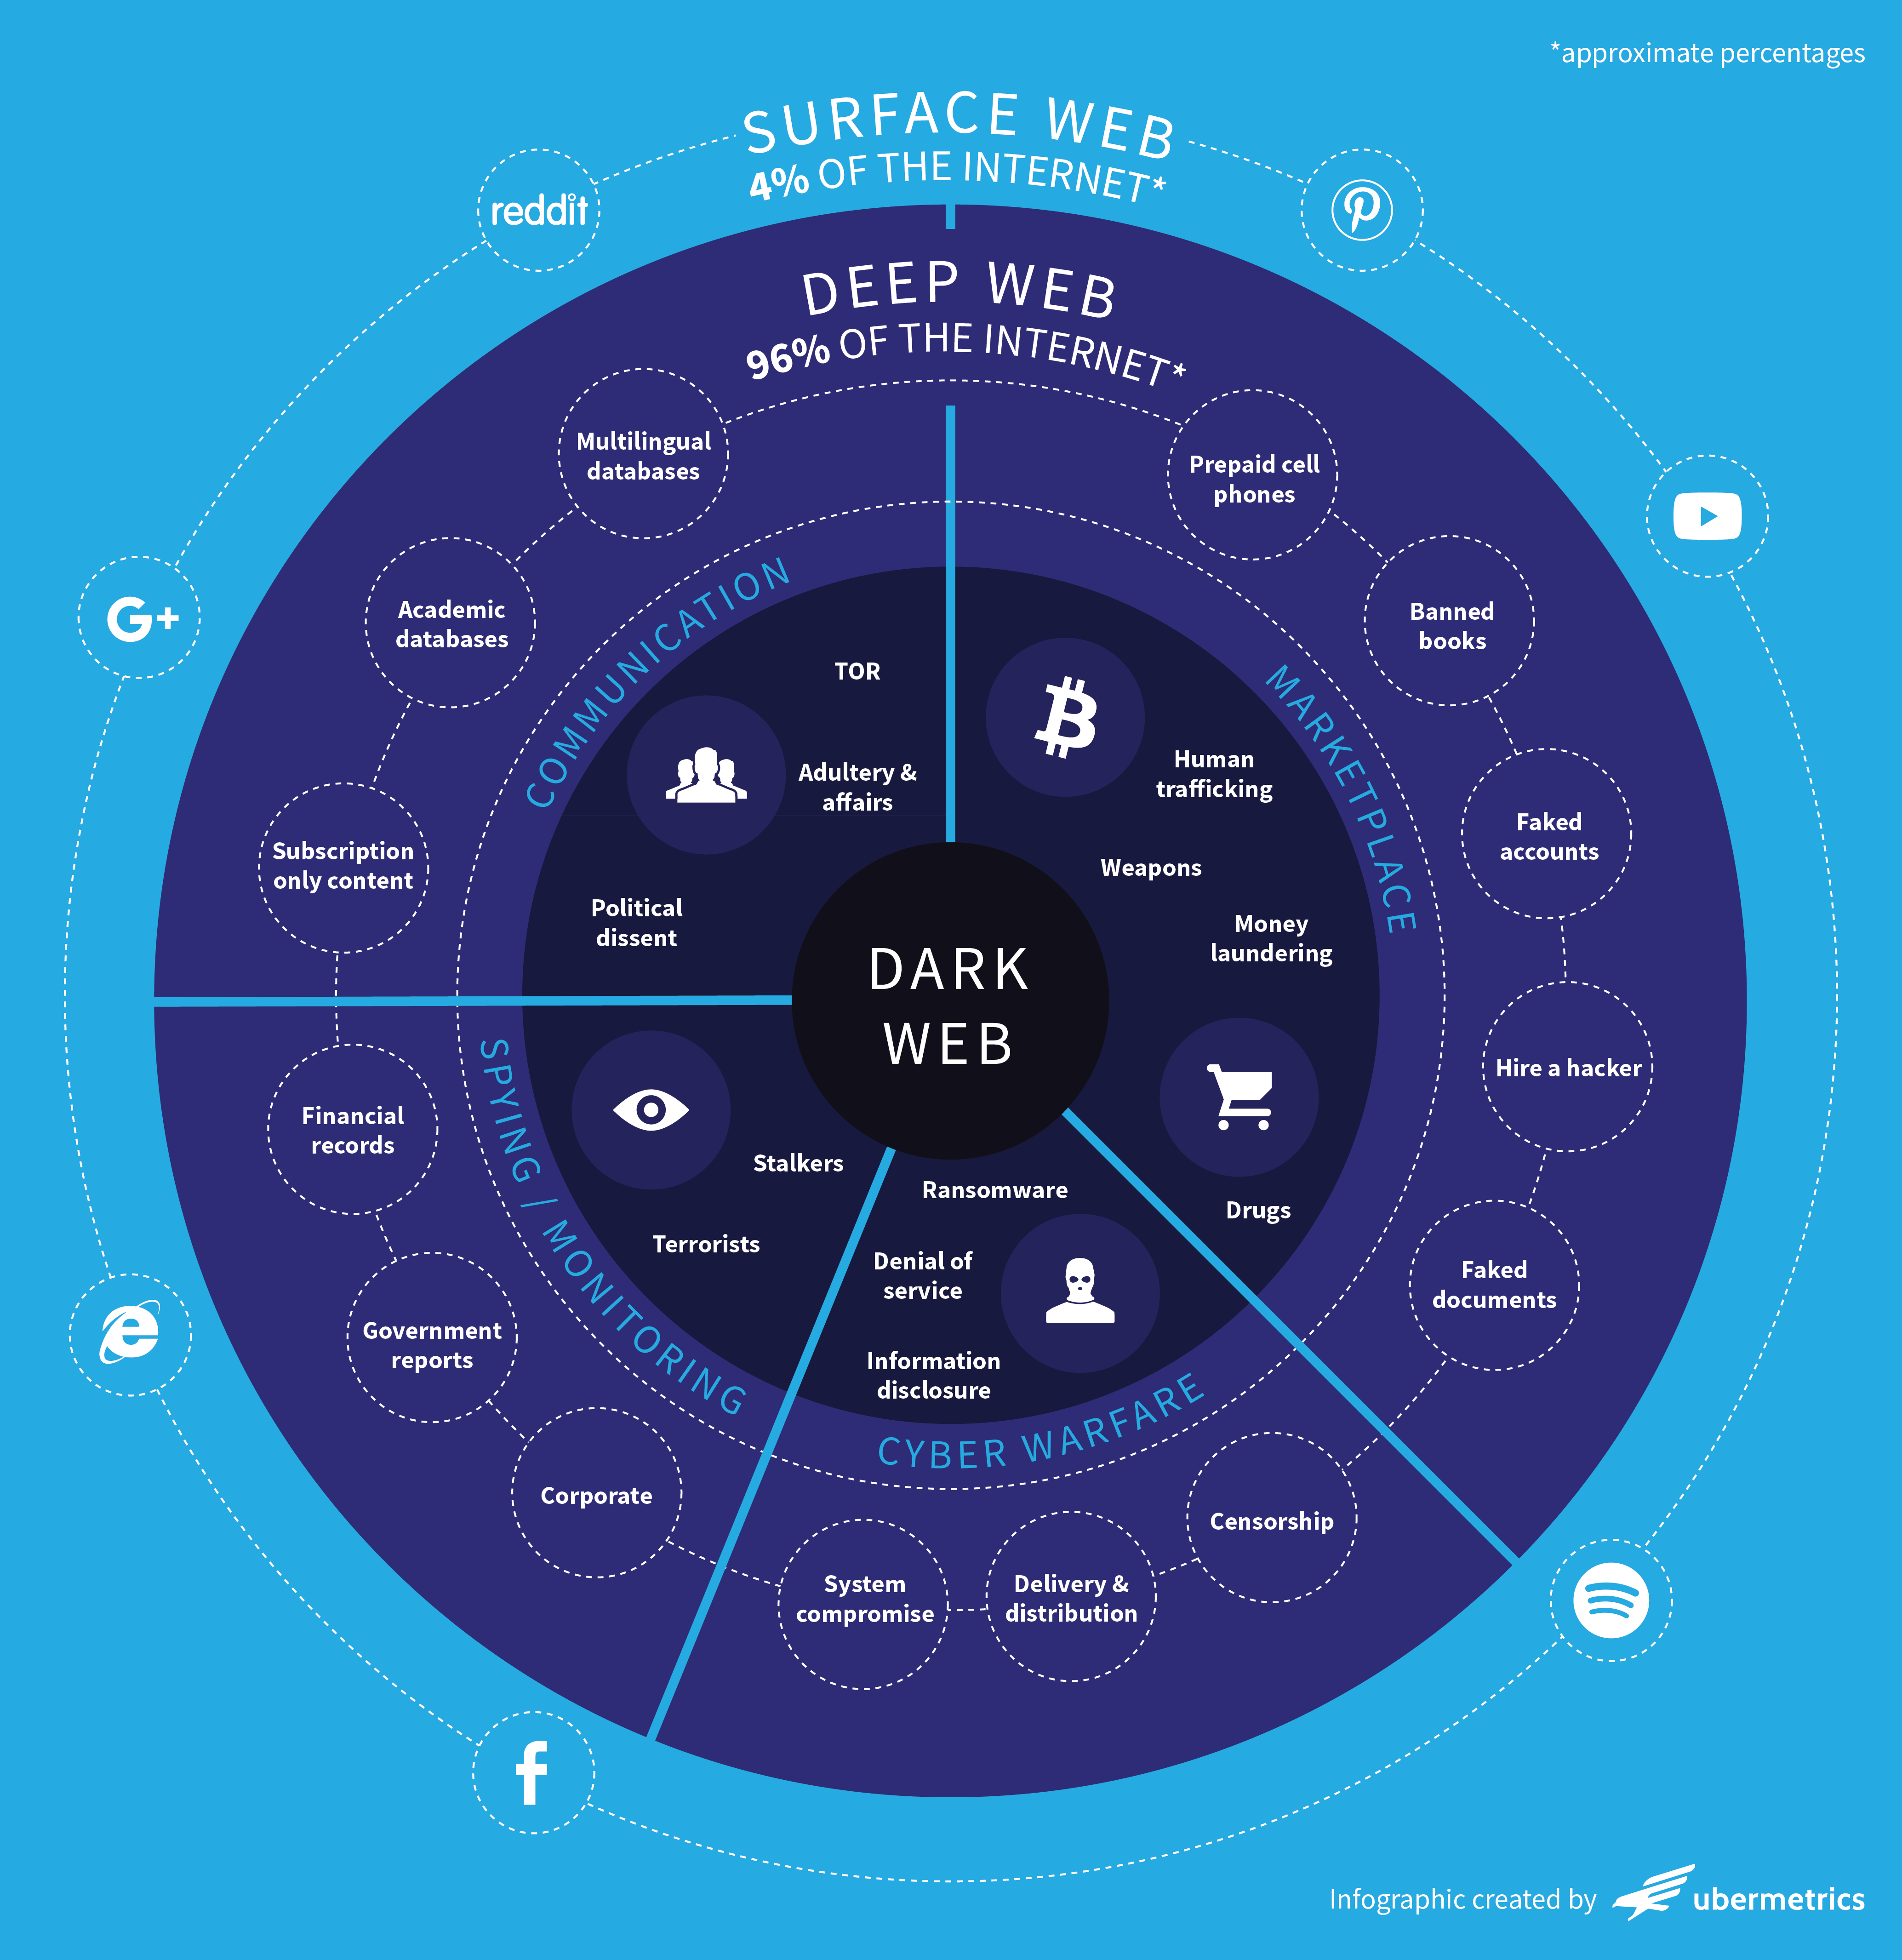 *approximate percentages
SURFACE WEB
4% OF THE INTERNET*
reddit
DEEP WEB
96% OF THE INTERNET*
Multilingual
databases
Prepaid cell
phones
Academic
databases
Banned
books
G+
COMMUNICATION
MARKETPLACE
TOR
Adultery &
affairs
Human
trafficking
Subscription
only content
Faked
accounts
Weapons
Political
dissent
Money
laundering
DARK
WEB
Financial
records
Hire a hacker
SPYING / MONITORING
Stalkers
Terrorists
Ransomware
Denial of
service
Information
disclosure
Drugs
Government
reports
Faked
documents
CYBER WARFARE
Corporate
Censorship
System
compromise
Delivery &
distribution
Infographic created by ubermetrics